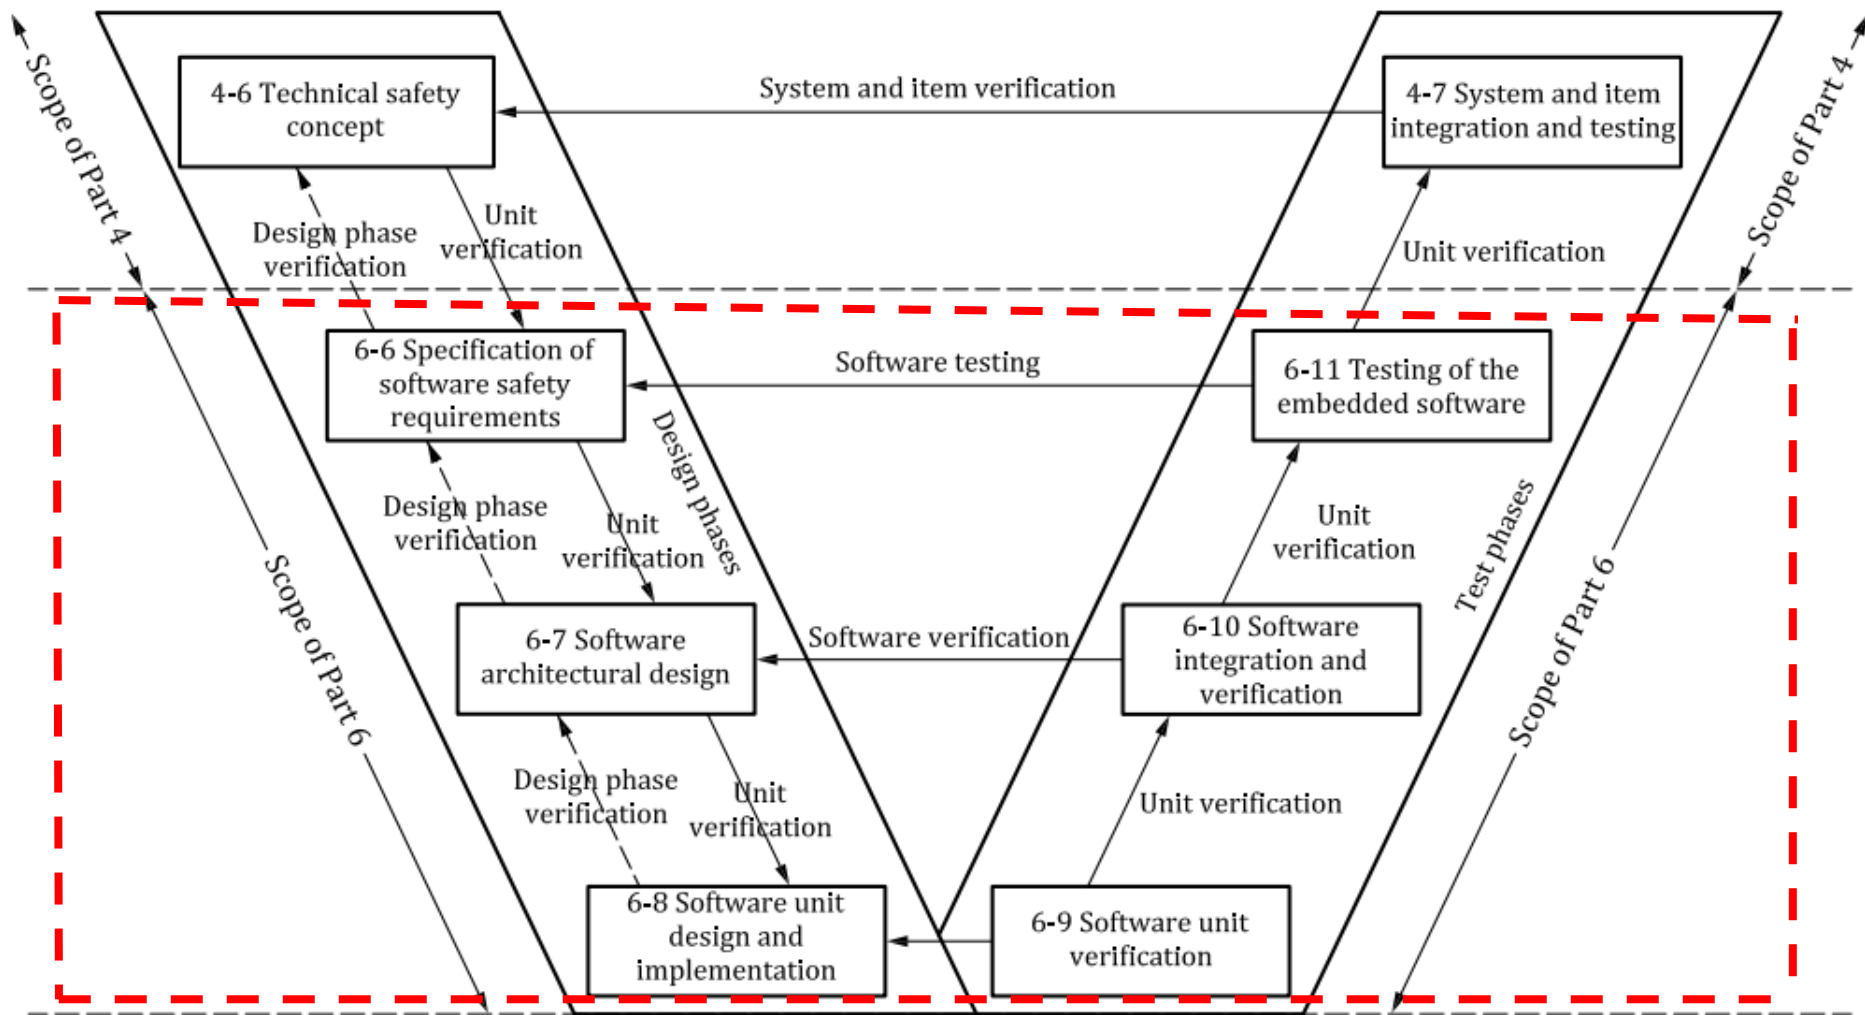 4-6 Technical safety
concept
System and item verification
4-7 System and item
integration and testing
Scope of Part 4
Scope of Part 4
Design phase
verification
Unit
verification
Unit verification
6-6 Specification of
software safety
requirements
Software testing
6-11 Testing of the
embedded software
Design phases
Test phases
Design phase
verification
Unit
verification
Unit
verification
Scope of Part 6
Scope of Part 6
6-7 Software
architectural design
Software verification
6-10 Software
integration and
verification
Design phase
verification
Unit
verification
Unit verification
6-8 Software unit
design and
implementation
6-9 Software unit
verification